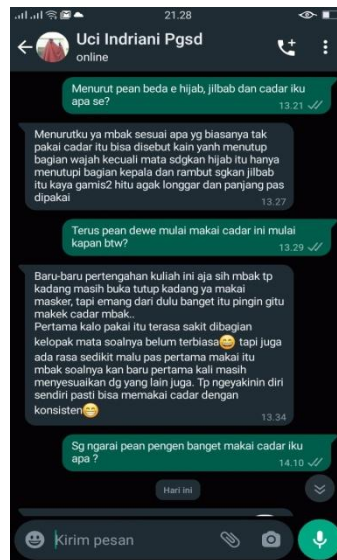 21.28
Uci Indriani Pgsd
online
Menurut pean beda e hijab, jilbab dan cadar iku
apa se?
13.21
Menurutku ya mbak sesuai apa yg biasanya tak
pakai cadar itu bisa disebut kain yanh menutup
bagian wajah kecuali mata sdgkan hijab itu hanya
menutupi bagian kepala dan rambut sgkan jilbab
itu kaya gamis2 hitu agak longgar dan panjang pas
dipakai
13.27
Terus pean dewe mulai makai cadar ini mulai
kapan btw?
13.29
Baru-baru pertengahan kuliah ini aja sih mbak tp
kadang masih buka tutup kadang ya makai
masker, tapi emang dari dulu banget itu pingin gitu
makek cadar mbak..
Pertama kalo pakai itu terasa sakit dibagian
kelopak mata soalnya belum terbiasa😅 tapi juga
ada rasa sedikit malu pas pertama makai itu
mbak soalnya kan baru pertama kali masih
menyesuaikan dg yang lain juga. Tp ngeyakinin diri
sendiri pasti bisa memakai cadar dengan
konsisten😁
13.34
Sg ngarai pean pengen banget makai cadar iku
apa ?
14.10
Hari ini
Kirim pesan